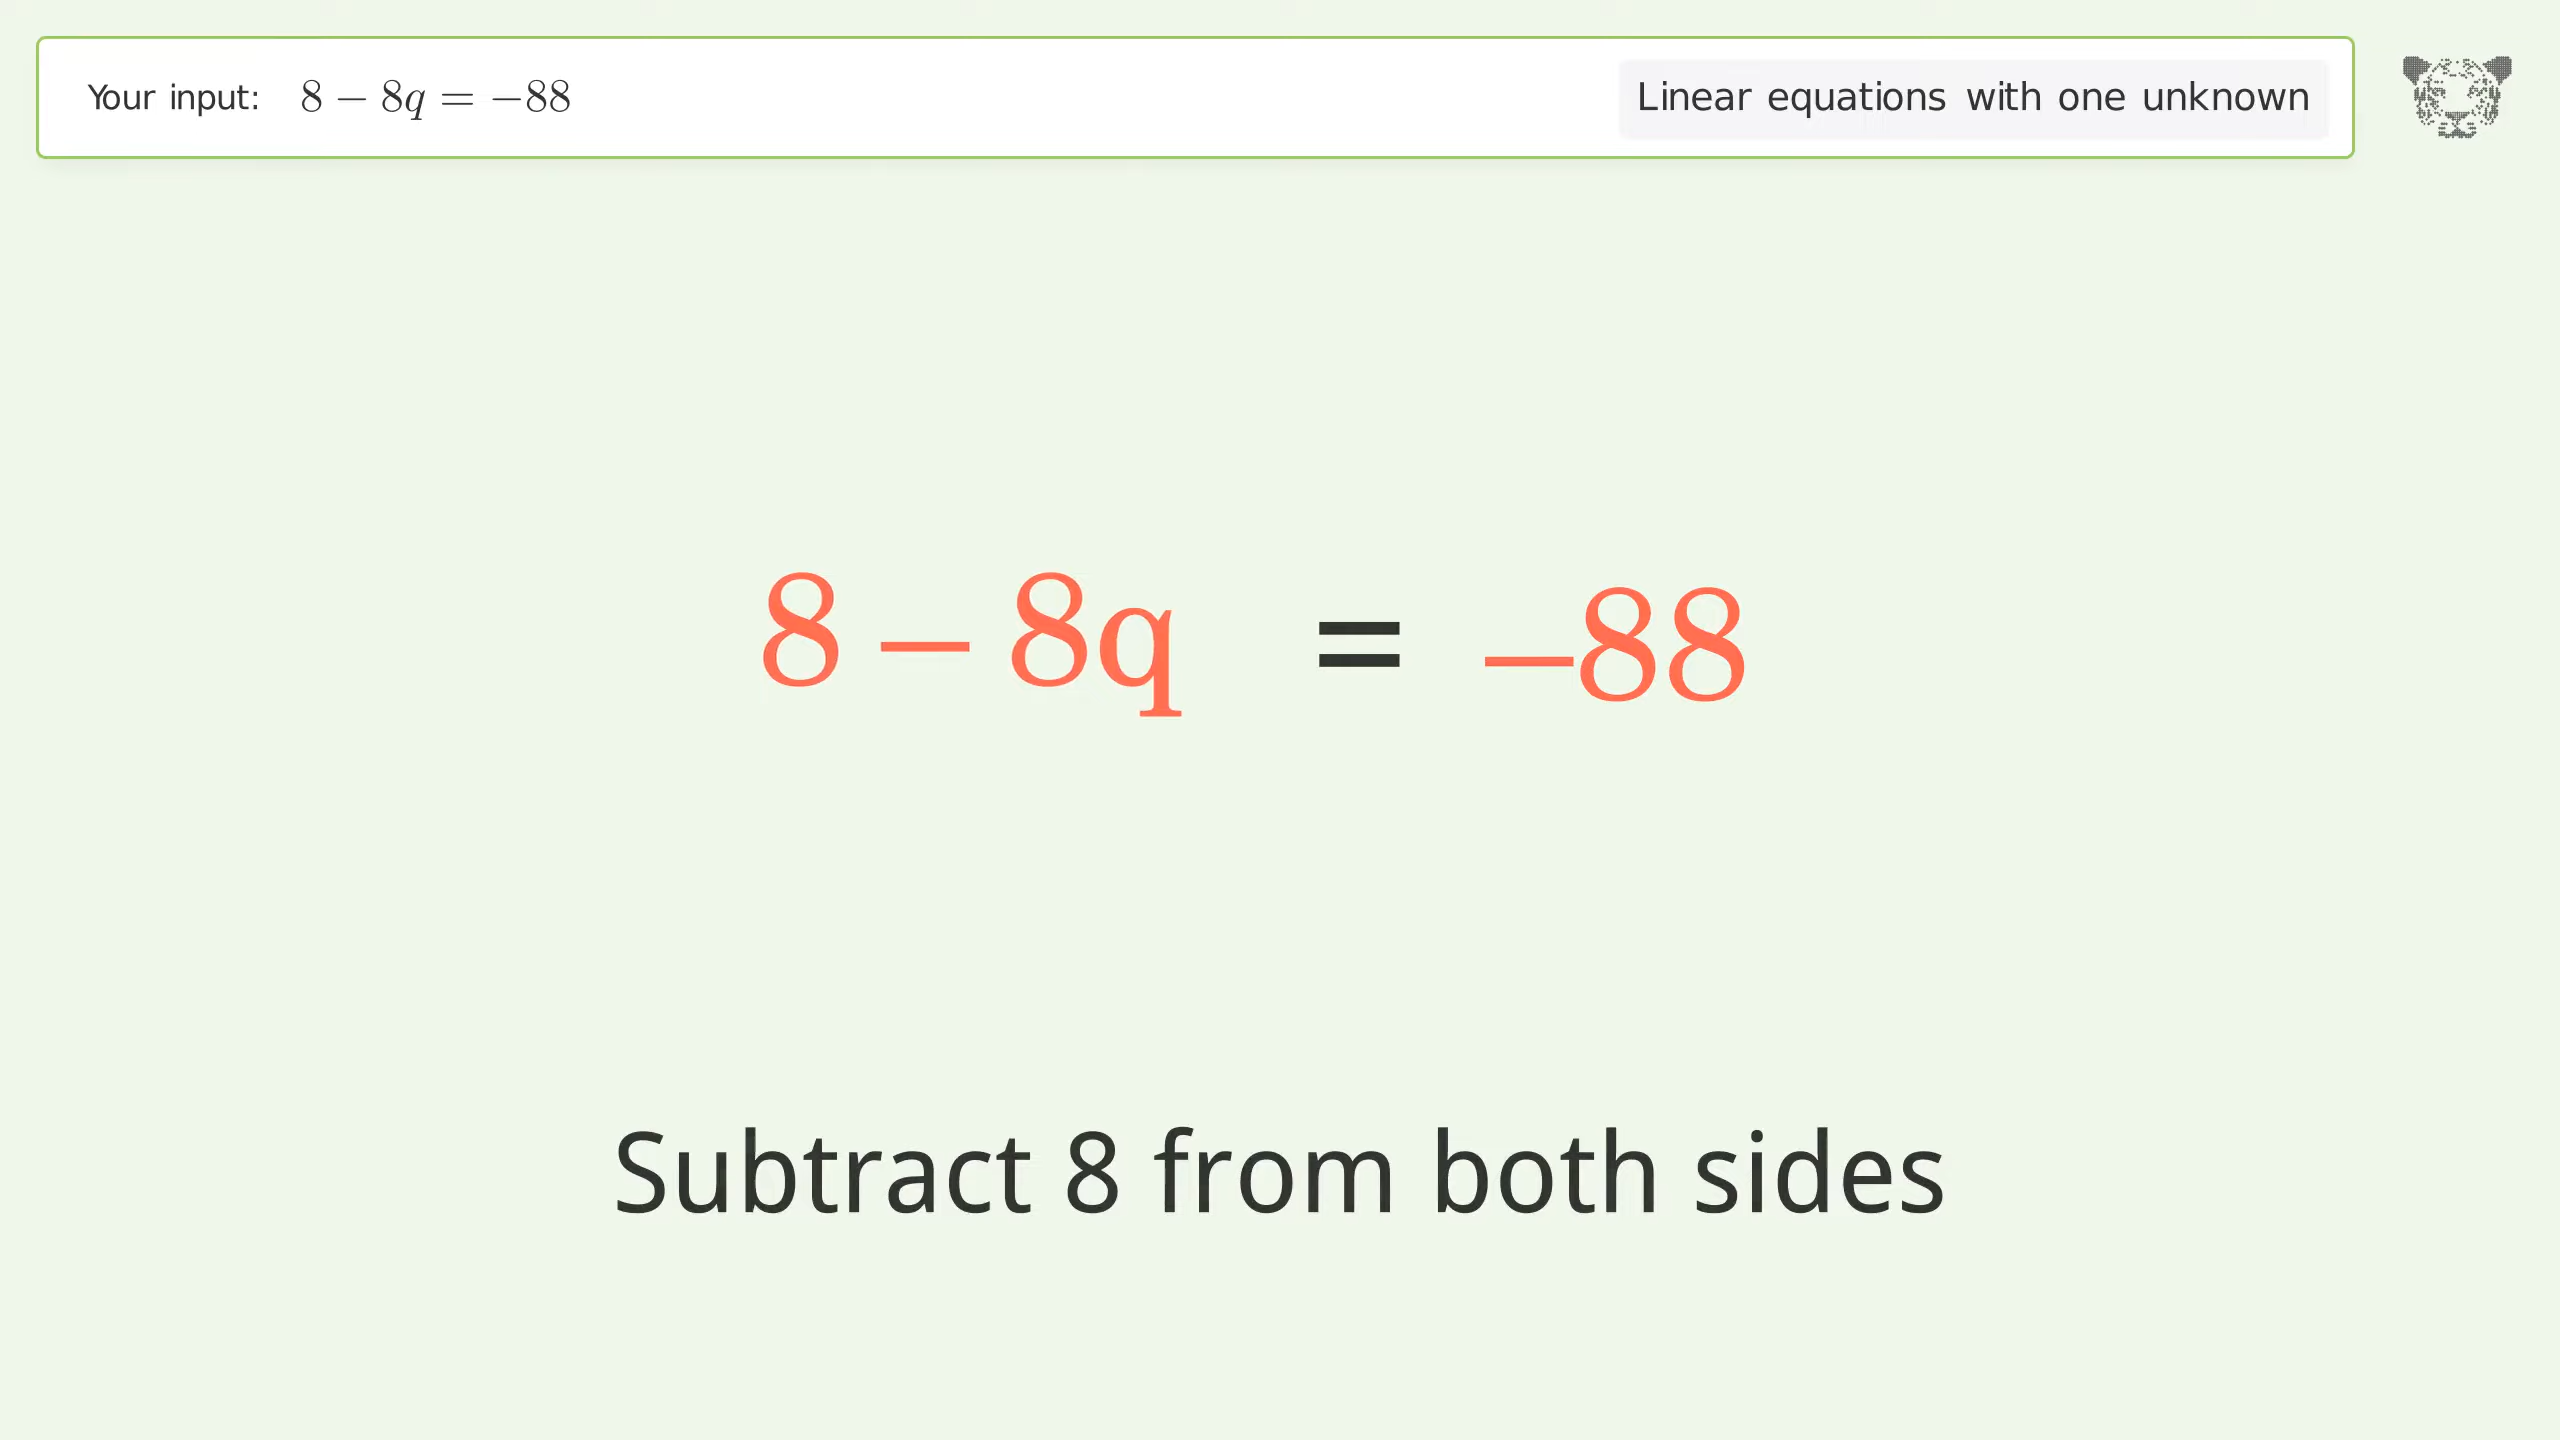 Your input: 8 − 8q = −88
Linear equations with one unknown
8 − 8q = −88
Subtract 8 from both sides